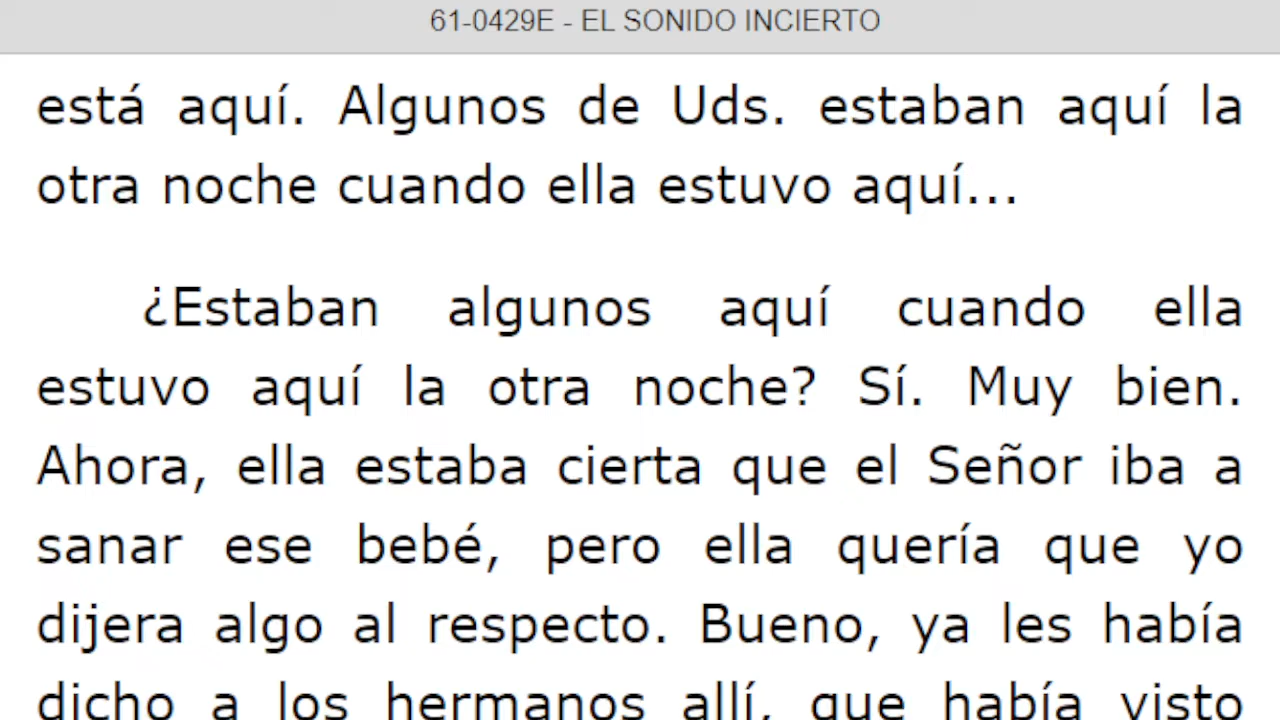 61-0429E - EL SONIDO INCIERTO
está aquí. Algunos de Uds. estaban aquí la
otra noche cuando ella estuvo aquí...
¿Estaban algunos aquí cuando ella
estuvo aquí la otra noche? Sí. Muy bien.
Ahora, ella estaba cierta que el Señor iba a
sanar ese bebé, pero ella quería que yo
dijera algo al respecto. Bueno, ya les había
dicho a los hermanos allí, que había visto